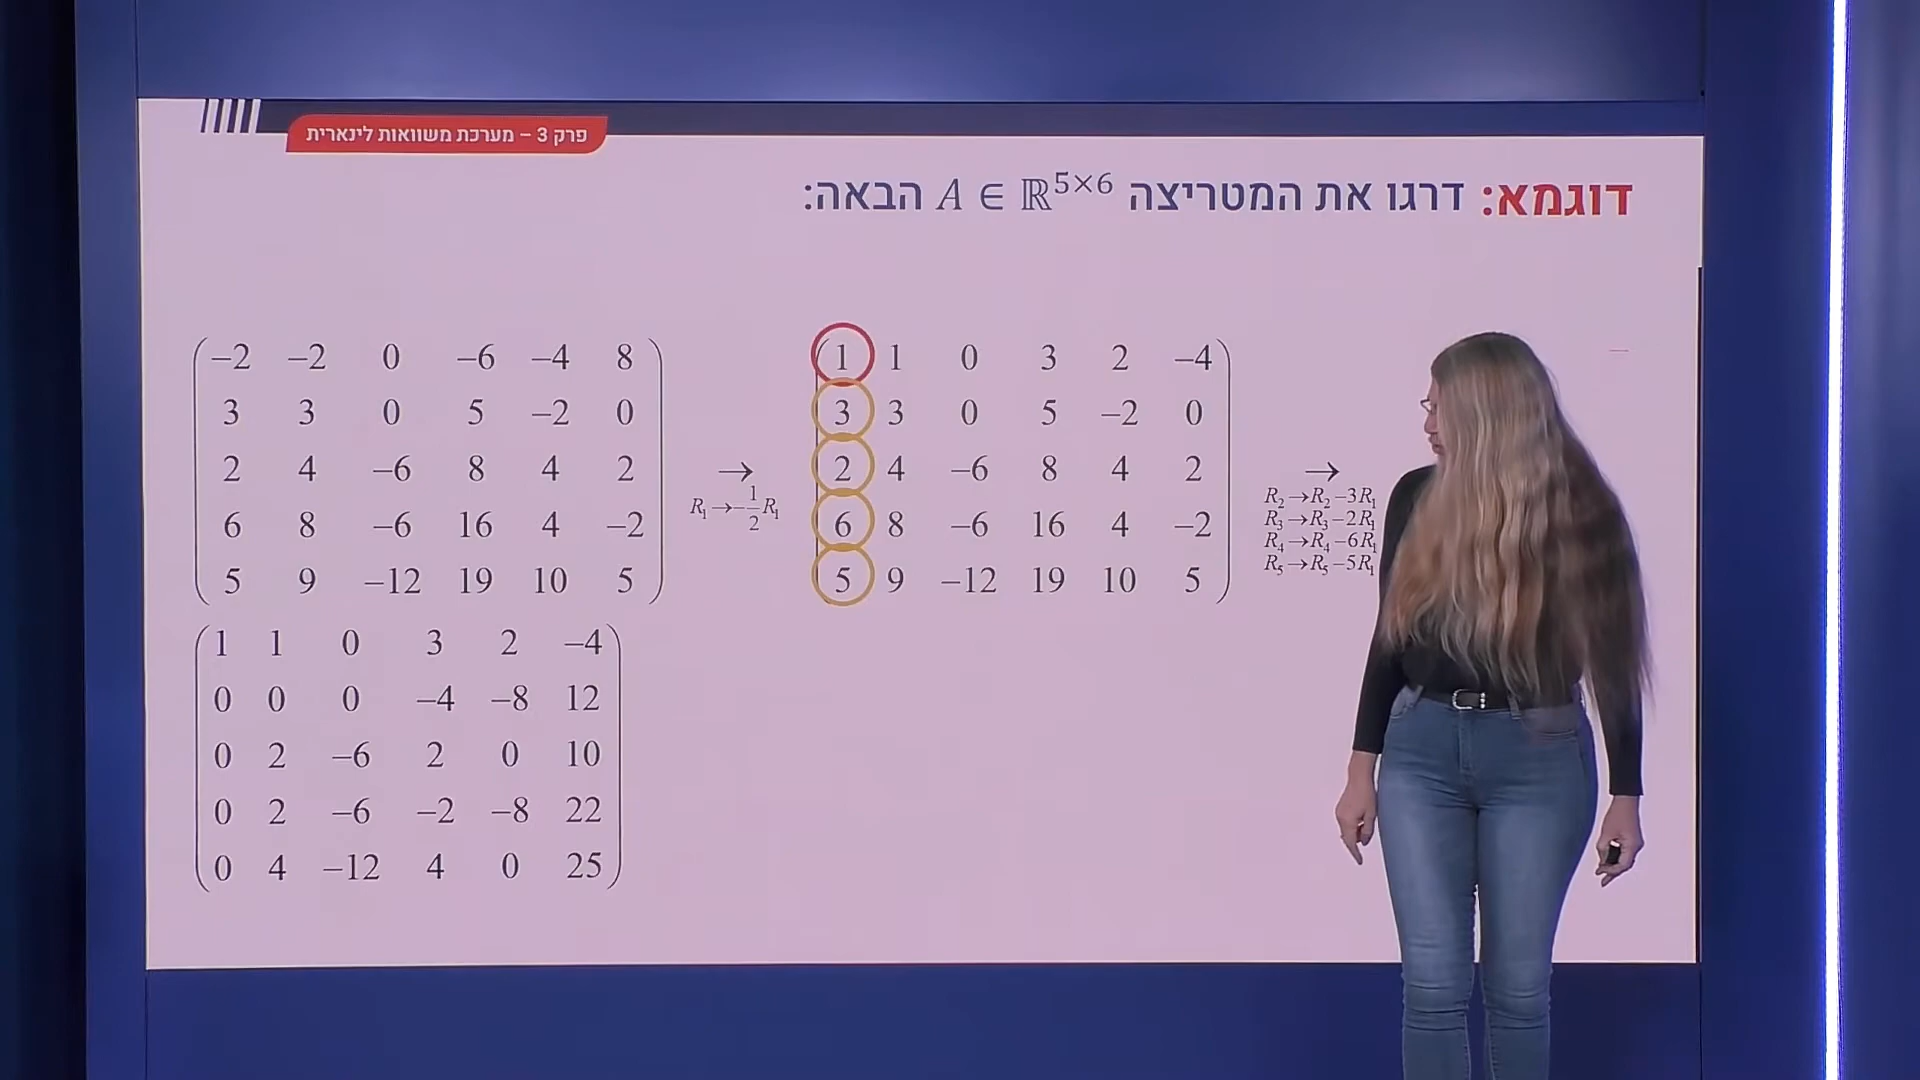 פרק 3 – מערכת משוואות לינארית
דוגמא: דרגו את המטריצה A ∈ ℝ^{5×6} הבאה:
−2 −2 0 −6 −4 8
3 3 0 5 −2 0
2 4 −6 8 4 2
6 8 −6 16 4 −2
5 9 −12 19 10 5
→
R₁→−½R₁
1 1 0 3 2 −4
3 3 0 5 −2 0
2 4 −6 8 4 2
6 8 −6 16 4 −2
5 9 −12 19 10 5
→
R₂→R₂−3R₁
R₃→R₃−2R₁
R₄→R₄−6R₁
R₅→R₅−5R₁
1 1 0 3 2 −4
0 0 0 −4 −8 12
0 2 −6 2 0 10
0 2 −6 −2 −8 22
0 4 −12 4 0 25